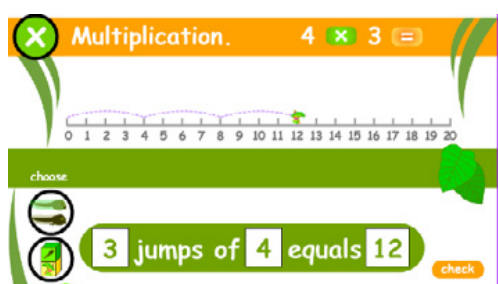 × Multiplication. 4 × 3 =
0 1 2 3 4 5 6 7 8 9 10 11 12 13 14 15 16 17 18 19 20
choose
3 jumps of 4 equals 12
check